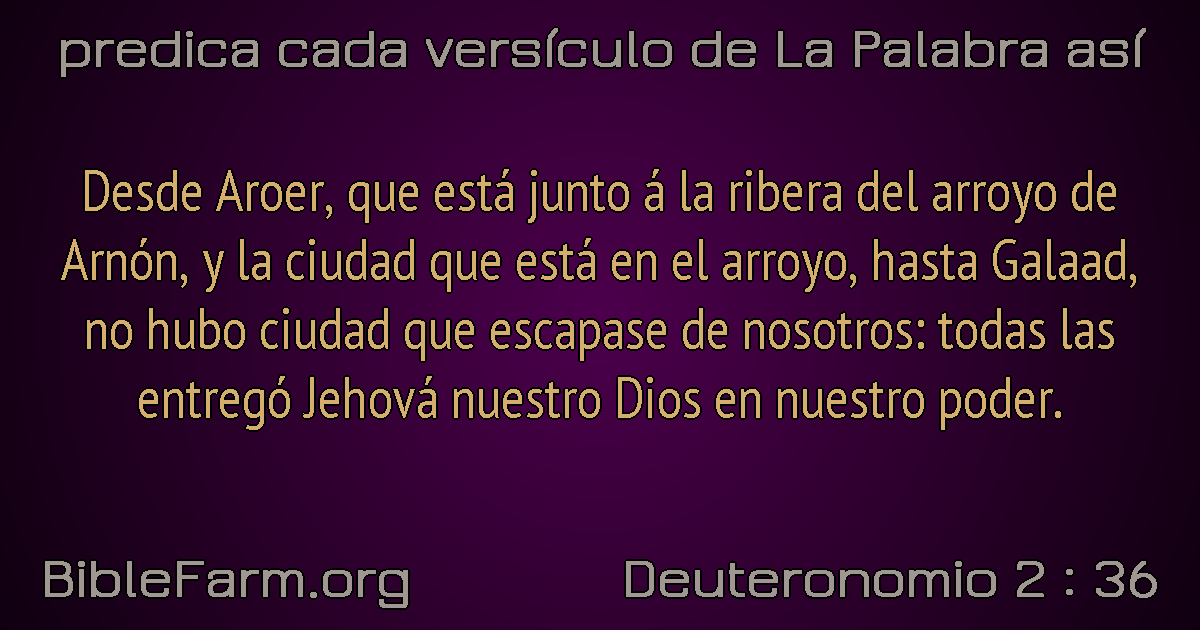 predica cada versículo de La Palabra así
Desde Aroer, que está junto á la ribera del arroyo de
Arnón, y la ciudad que está en el arroyo, hasta Galaad,
no hubo ciudad que escapase de nosotros: todas las
entregó Jehová nuestro Dios en nuestro poder.
BibleFarm.org
Deuteronomio 2 : 36